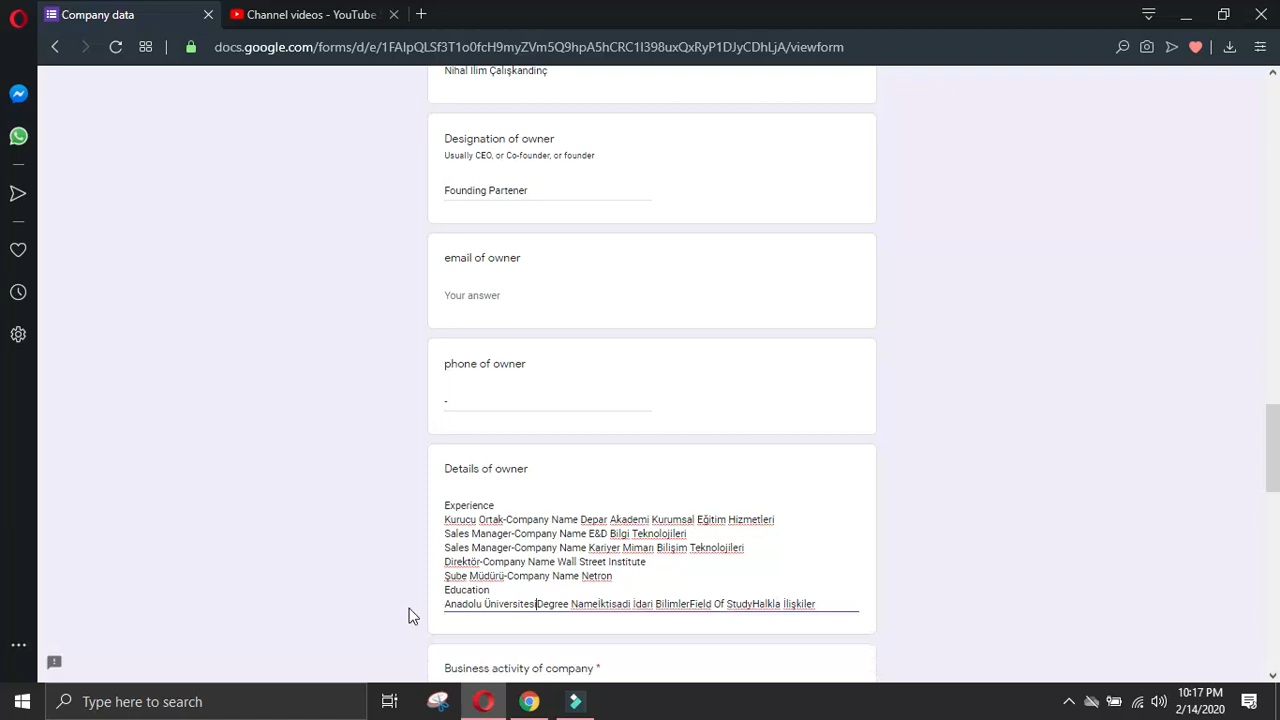 Company data
Channel videos - YouTube
docs.google.com/forms/d/e/1FAIpQLSf3T1o0fcH9myZVm5Q9hpA5hCRC1I398uxQxRyP1DJyCDhLjA/viewform
Nihal İlim Çalışkandinç
Designation of owner
Usually CEO, or Co-founder, or founder
Founding Partener
email of owner
Your answer
phone of owner
-
Details of owner
Experience
Kurucu Ortak-Company Name Depar Akademi Kurumsal Eğitim Hizmetleri
Sales Manager-Company Name E&D Bilgi Teknolojileri
Sales Manager-Company Name Kariyer Mimarı Bilişim Teknolojileri
Direktör-Company Name Wall Street Institute
Şube Müdürü-Company Name Netron
Education
Anadolu ÜniversitesiDegree Nameİktisadi İdari BilimlerField Of StudyHalkla İlişkiler
Business activity of company *
Type here to search
10:17 PM
2/14/2020